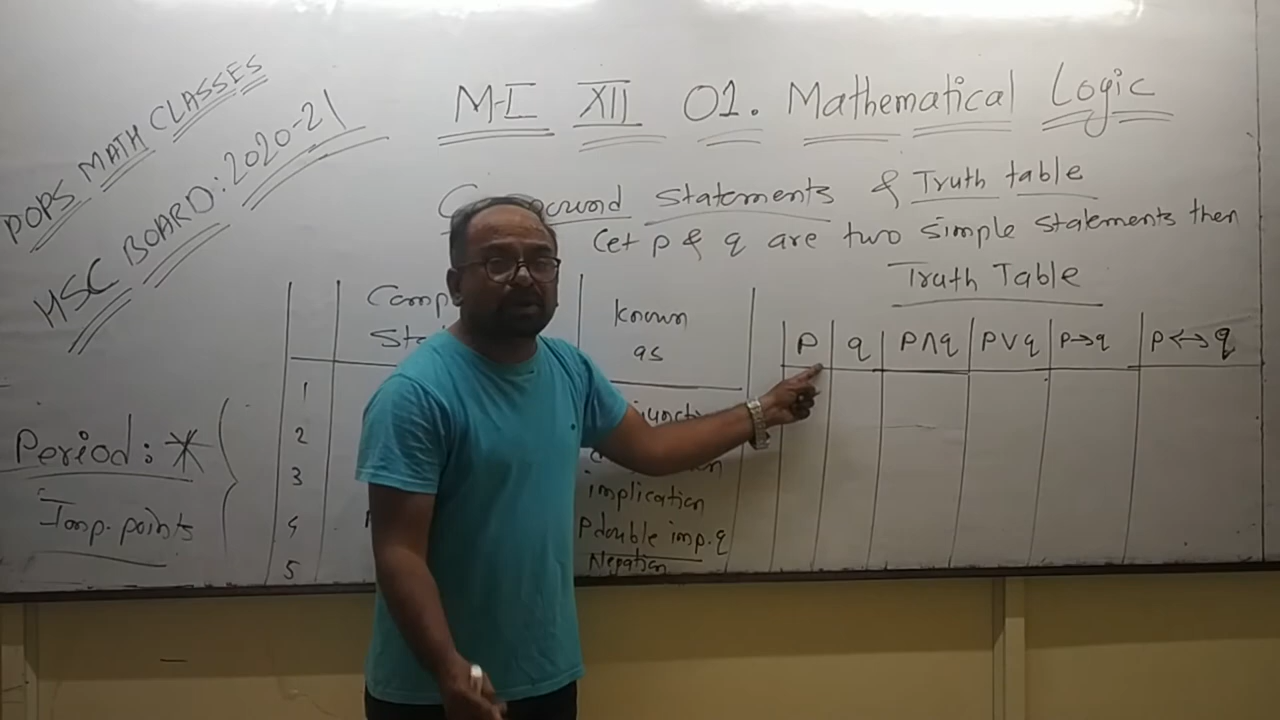 POPS MATH CLASSES
HSC BOARD: 2020-21
M-I XII 01. Mathematical Logic
Statements & Truth table
Let p & q are two simple statements then
Truth Table
known
as
P q P∧q P∨q P→q P↔q
1
2
3 implication
4 P double imp. q
5 Negation
Period: *
Imp. points